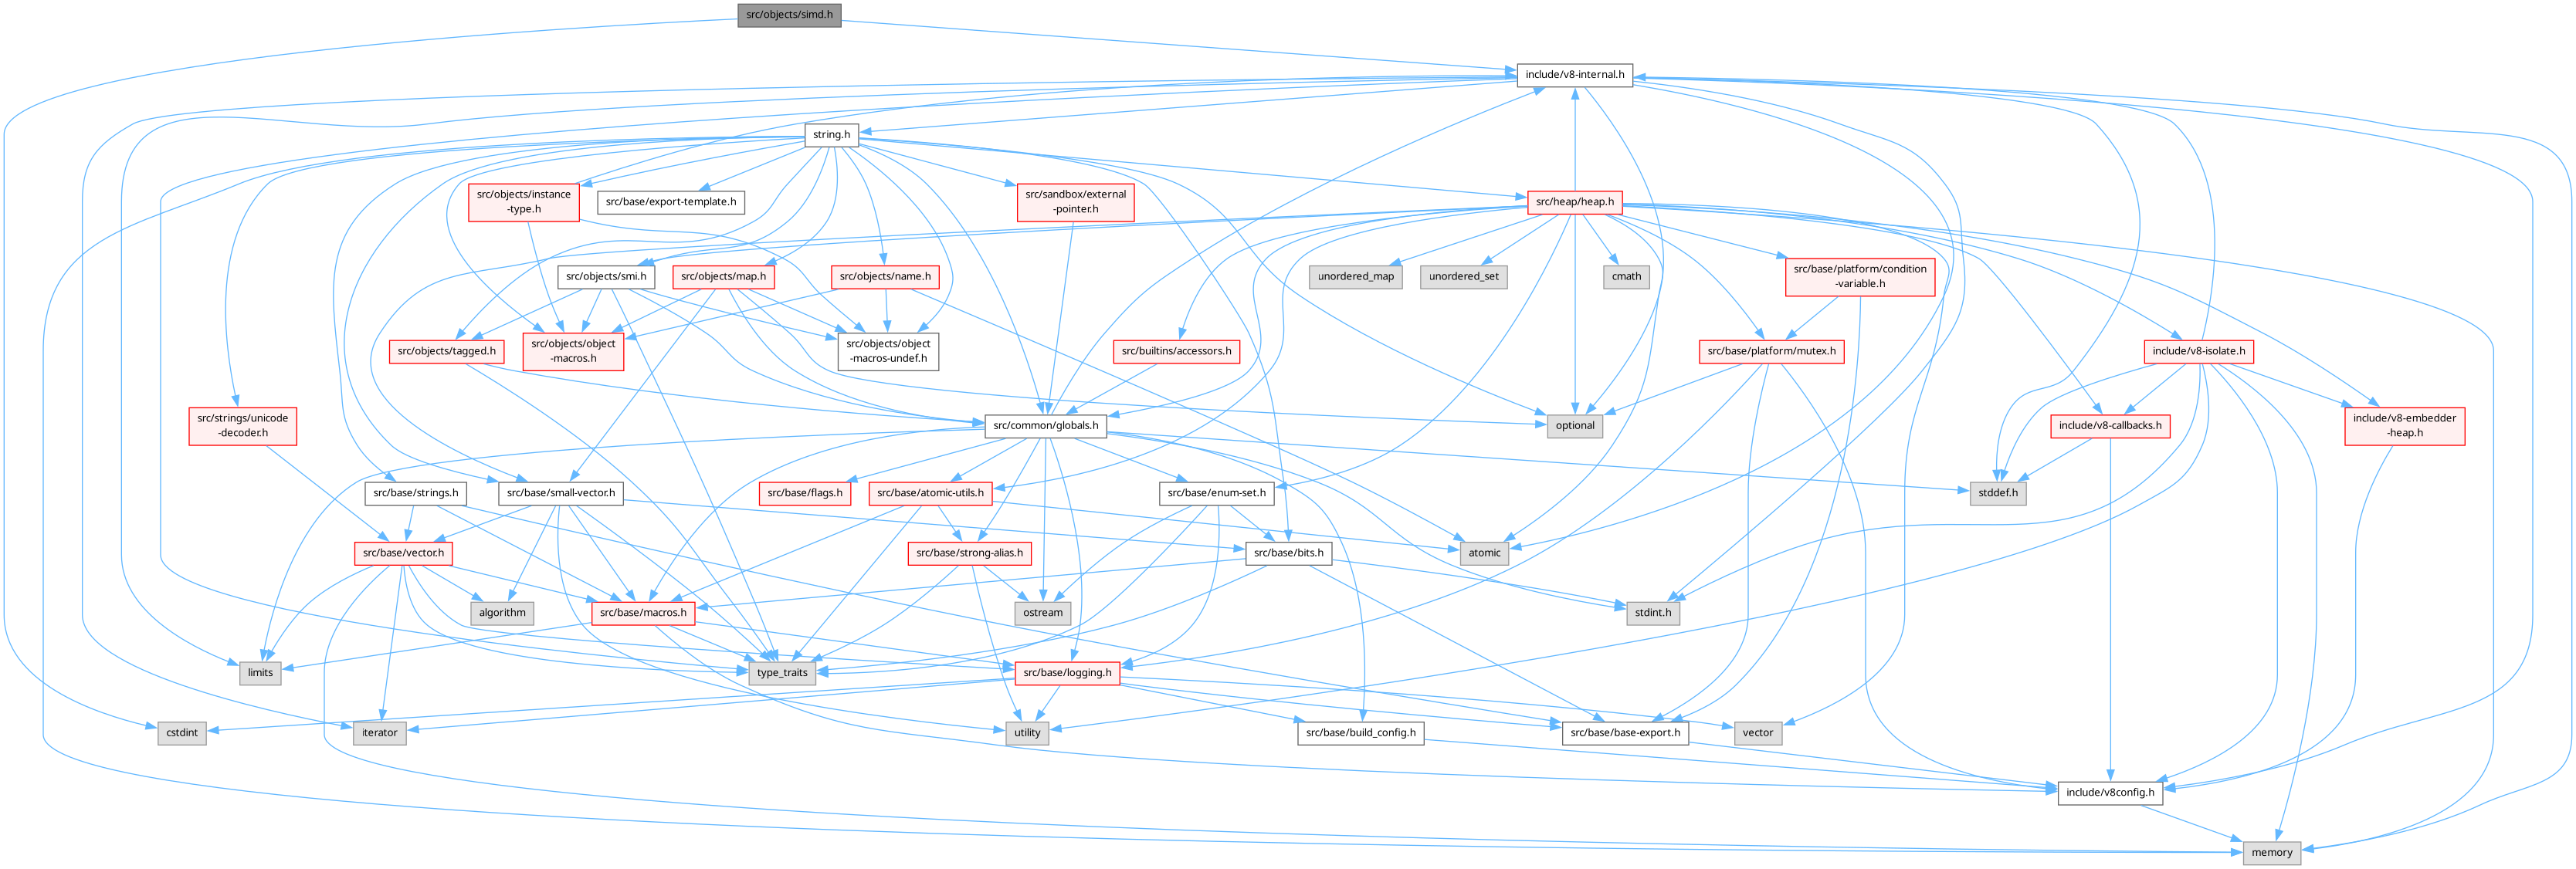 src/objects/simd.h
include/v8-internal.h
string.h
src/objects/instance
-type.h
src/base/export-template.h
src/sandbox/external
-pointer.h
src/heap/heap.h
src/objects/smi.h
src/objects/map.h
src/objects/name.h
unordered_map
unordered_set
cmath
src/base/platform/condition
-variable.h
src/objects/tagged.h
src/objects/object
-macros.h
src/objects/object
-macros-undef.h
src/builtins/accessors.h
src/base/platform/mutex.h
include/v8-isolate.h
src/strings/unicode
-decoder.h
src/common/globals.h
optional
include/v8-callbacks.h
include/v8-embedder
-heap.h
src/base/strings.h
src/base/small-vector.h
src/base/flags.h
src/base/atomic-utils.h
src/base/enum-set.h
stddef.h
src/base/vector.h
src/base/strong-alias.h
src/base/bits.h
atomic
algorithm
src/base/macros.h
ostream
stdint.h
limits
type_traits
src/base/logging.h
cstdint
iterator
utility
src/base/build_config.h
src/base/base-export.h
vector
include/v8config.h
memory